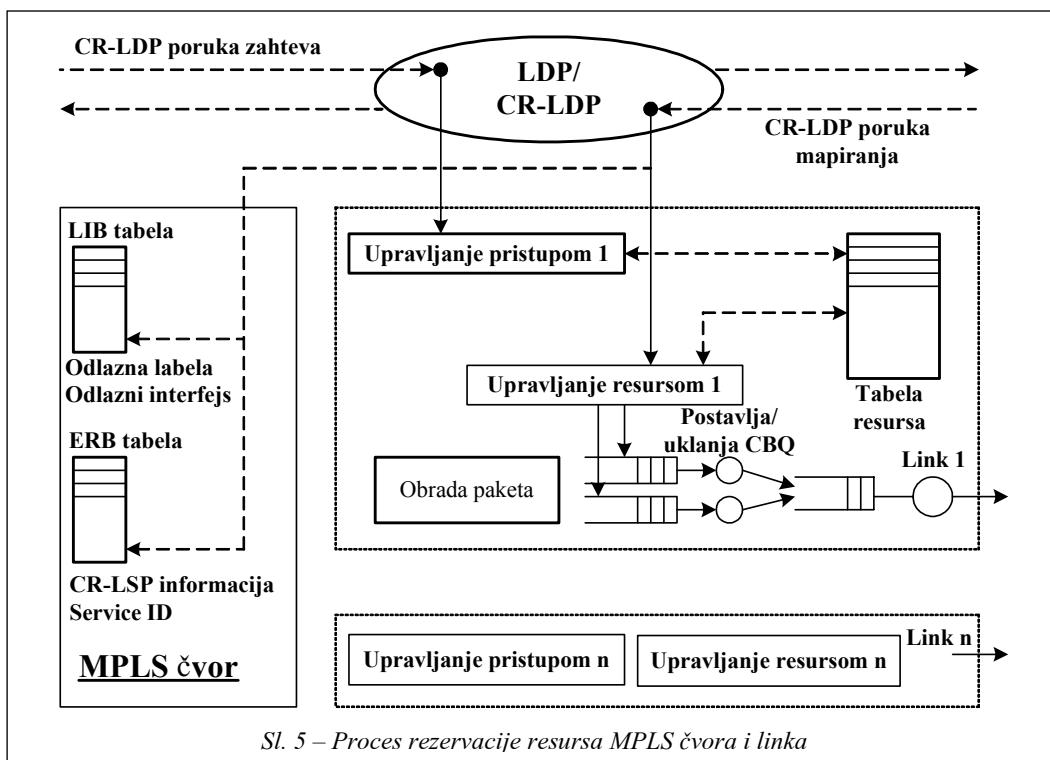 CR-LDP poruka zahteva
LDP/
CR-LDP
CR-LDP poruka
mapiranja
LIB tabela
Odlazna labela
Odlazni interfejs
ERB tabela
CR-LSP informacija
Service ID
MPLS čvor
Upravljanje pristupom 1
Upravljanje resursom 1
Tabela
resursa
Postavlja/
uklanja CBQ
Obrada paketa
Link 1
Upravljanje pristupom n
Upravljanje resursom n
Link n
Sl. 5 – Proces rezervacije resursa MPLS čvora i linka